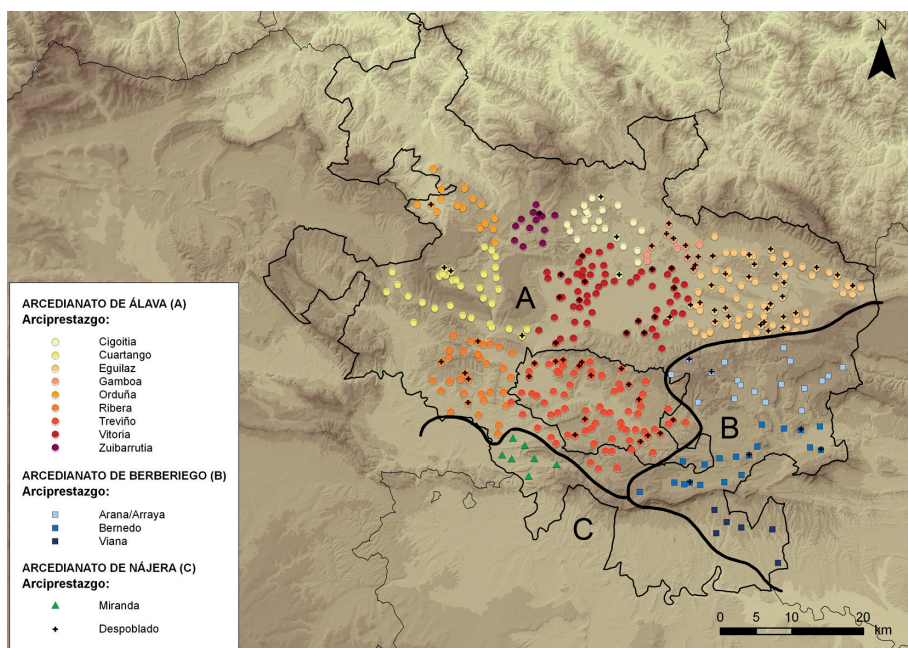 N
A
B
C
ARCEDIANATO DE ÁLAVA (A)
Arciprestazgo:
Cigoitia
Cuartango
Eguilaz
Gamboa
Orduña
Ribera
Treviño
Vitoria
Zuibarrutia
ARCEDIANATO DE BERBERIEGO (B)
Arciprestazgo:
Arana/Arraya
Bernedo
Viana
ARCEDIANATO DE NÁJERA (C)
Arciprestazgo:
Miranda
Despoblado
0 5 10 20
km